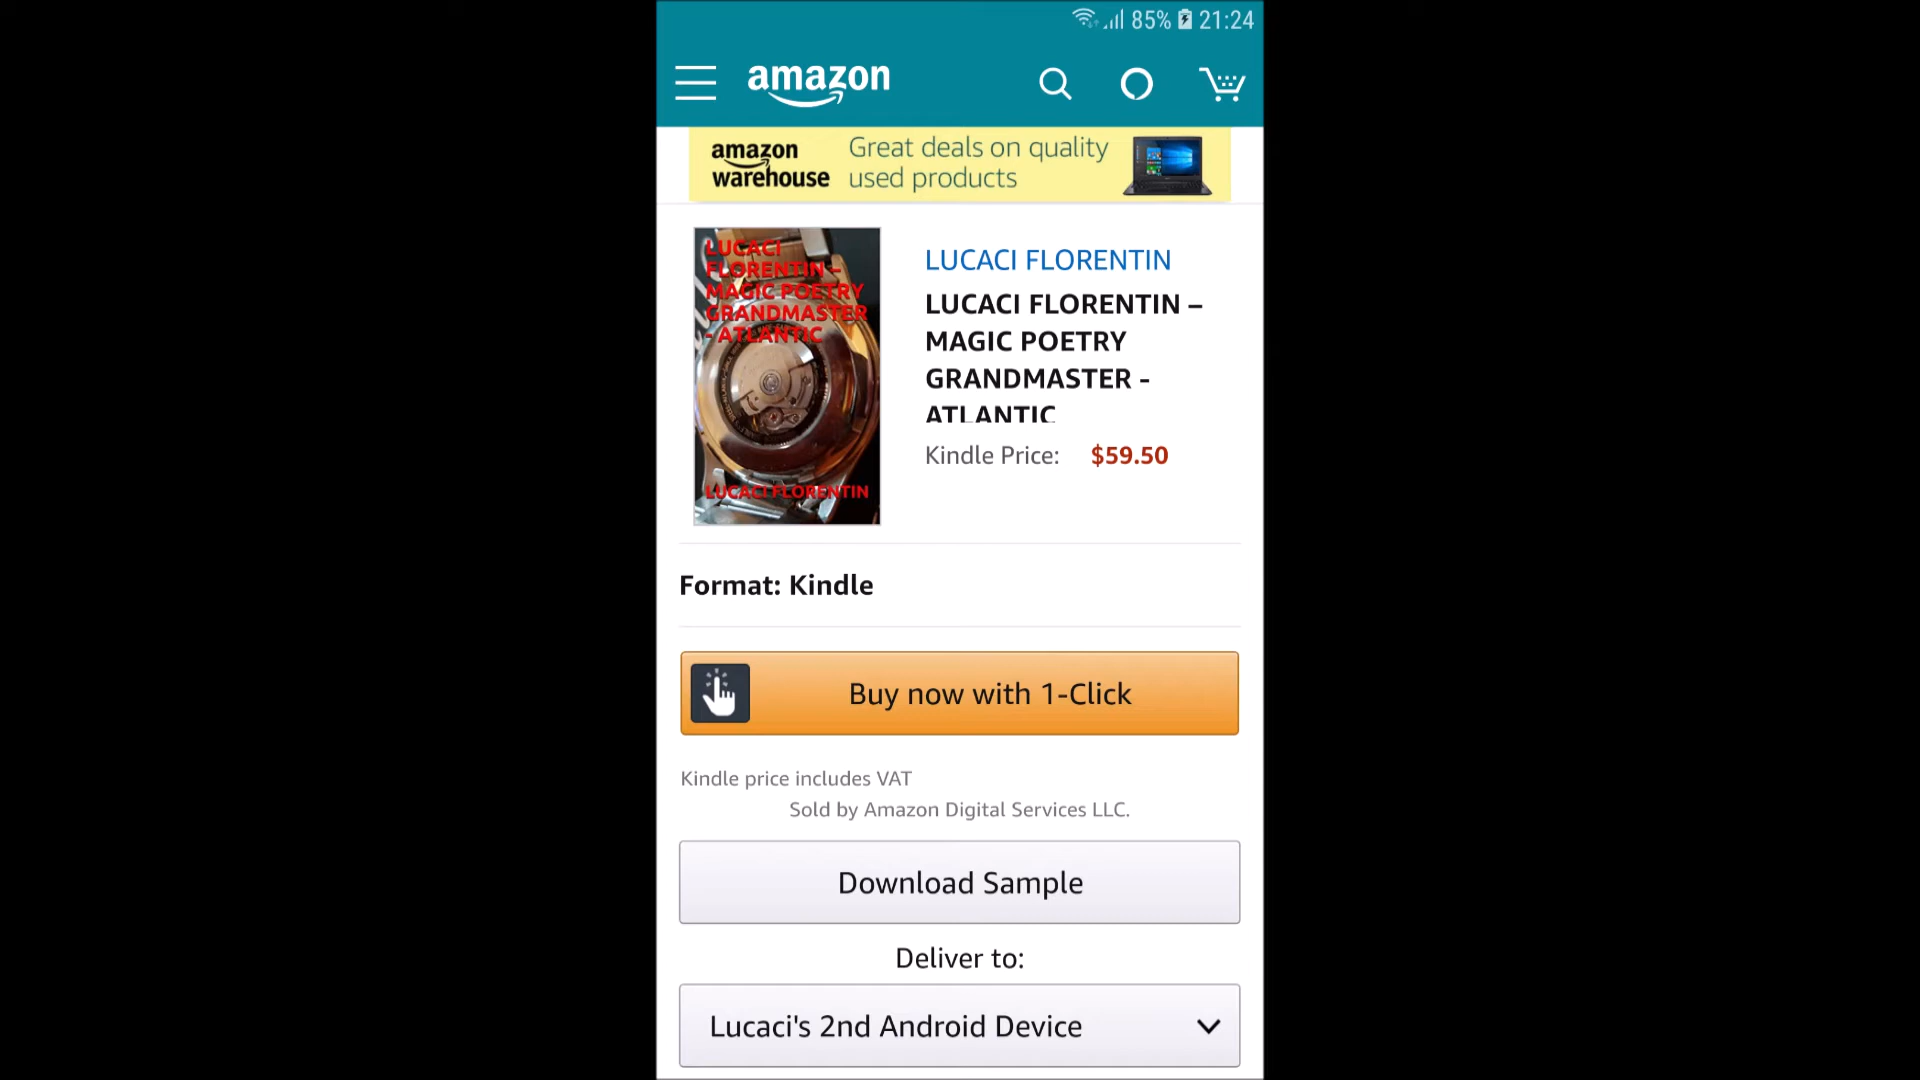 85% 21:24
amazon
amazon warehouse
Great deals on quality
used products
LUCACI
FLORENTIN –
MAGIC POETRY
GRANDMASTER
- ATLANTIC
LUCACI FLORENTIN
LUCACI FLORENTIN
LUCACI FLORENTIN –
MAGIC POETRY
GRANDMASTER -
ATLANTIC
Kindle Price: $59.50
Format: Kindle
Buy now with 1-Click
Kindle price includes VAT
Sold by Amazon Digital Services LLC.
Download Sample
Deliver to:
Lucaci's 2nd Android Device